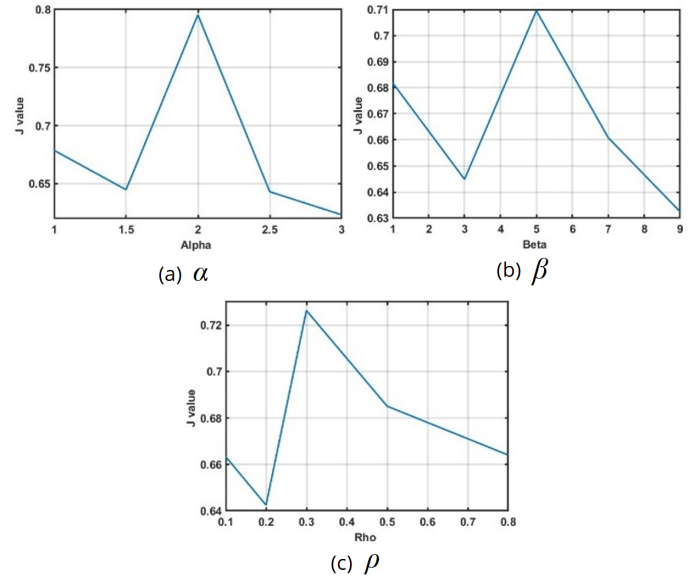 0.8
0.75
0.7
0.65
J value
1 1.5 2 2.5 3
Alpha
(a) α
0.71
0.7
0.69
0.68
0.67
0.66
0.65
0.64
0.63
J value
1 2 3 4 5 6 7 8 9
Beta
(b) β
0.72
0.7
0.68
0.66
0.64
J value
0.1 0.2 0.3 0.4 0.5 0.6 0.7 0.8
Rho
(c) ρ